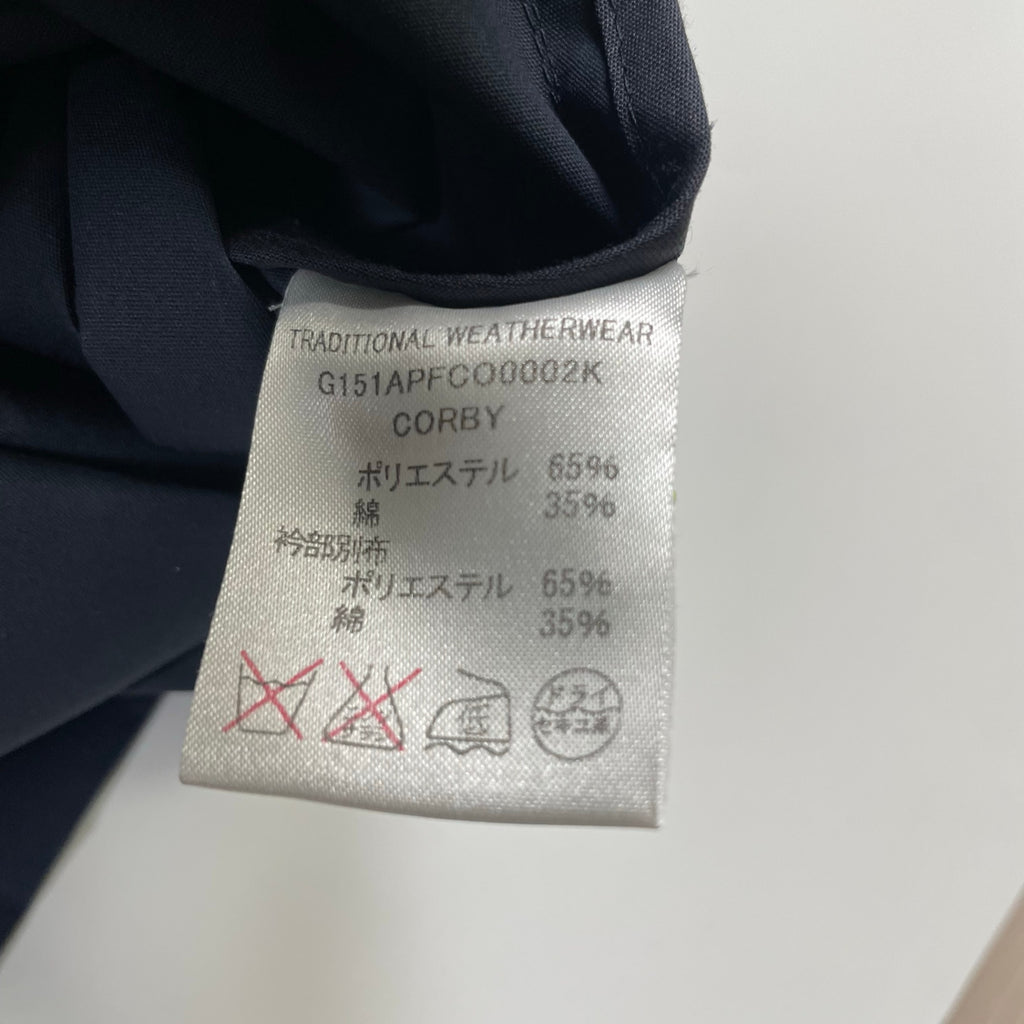 TRADITIONAL WEATHERWEAR
G151APFCO0002K
CORBY
ポリエステル 65%
綿 35%
衿部別布
ポリエステル 65%
綿 35%
低
ドライ
セキユ系